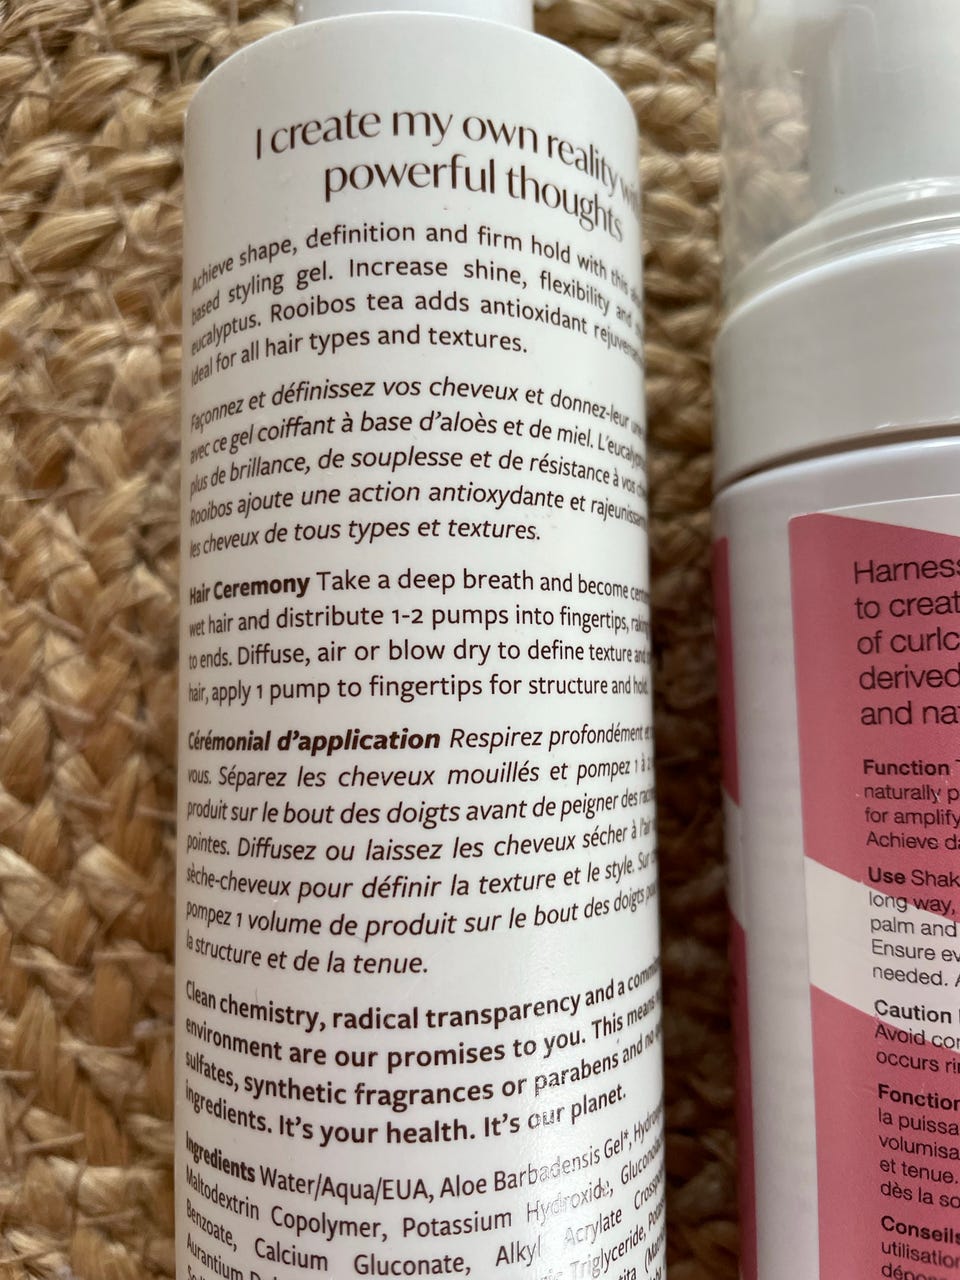 I create my own reality
powerful thoughts
Achieve shape, definition and firm hold with this
based styling gel. Increase shine, flexibility and
eucalyptus. Rooibos tea adds antioxidant
Ideal for all hair types and textures.
Façonnez et définissez vos cheveux et donnez-leur
avec ce gel coiffant à base d'aloès et de miel.
plus de brillance, de souplesse et de résistance à vos
Rooibos ajoute une action antioxydante et
les cheveux de tous types et textures.
Hair Ceremony Take a deep breath and become
wet hair and distribute 1-2 pumps into fingertips,
to ends. Diffuse, air or blow dry to define texture and
hair, apply 1 pump to fingertips for structure and hold.
Cérémonial d'application Respirez profondément
vous. Séparez les cheveux mouillés et pompez 1 à
produit sur le bout des doigts avant de peigner des
pointes. Diffusez ou laissez les cheveux sécher à l'air
sèche-cheveux pour définir la texture et le style. Sur
pompez 1 volume de produit sur le bout des doigts
la structure et de la tenue.
Clean chemistry, radical transparency and a
environment are our promises to you. This means
sulfates, synthetic fragrances or parabens and no
ingredients. It's your health. It's our planet.
Ingredients Water/Aqua/EUA, Aloe Barbadensis Gel*,
Maltodextrin Copolymer, Potassium Hydroxide,
Benzoate, Calcium Gluconate, Alkyl Acrylate
Aurantium
Triglyceride,
Harness
to creat
of curlc
derived
and nat
Function
naturally p
for amplify
Achieve da
Use Shak
long way,
palm and
Ensure ev
needed. A
Caution
Avoid con
occurs rin
Fonction
la puissa
volumisa
et tenue.
dès la so
Conseils
utilisation